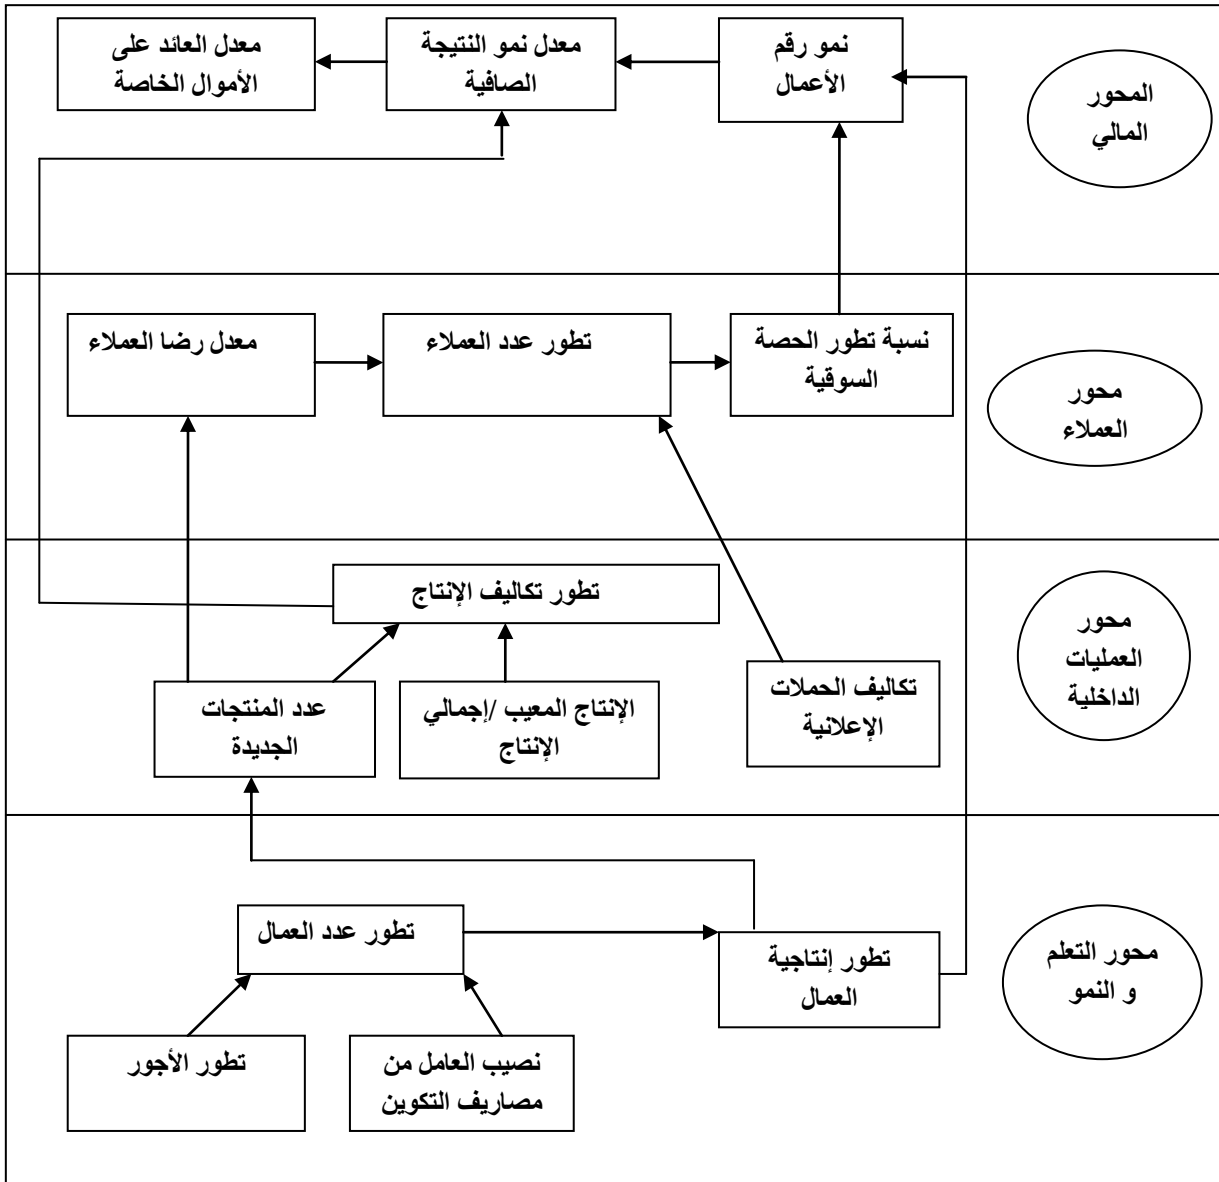 المحور
المالي
نمو رقم
الأعمال
معدل نمو النتيجة
الصافية
معدل العائد على
الأموال الخاصة
محور
العملاء
نسبة تطور الحصة
السوقية
تطور عدد العملاء
معدل رضا العملاء
محور
العمليات
الداخلية
تطور تكاليف الإنتاج
تكاليف الحملات
الإعلانية
الإنتاج المعيب /إجمالي
الإنتاج
عدد المنتجات
الجديدة
محور التعلم
و النمو
تطور إنتاجية
العمال
تطور عدد العمال
نصيب العامل من
مصاريف التكوين
تطور الأجور